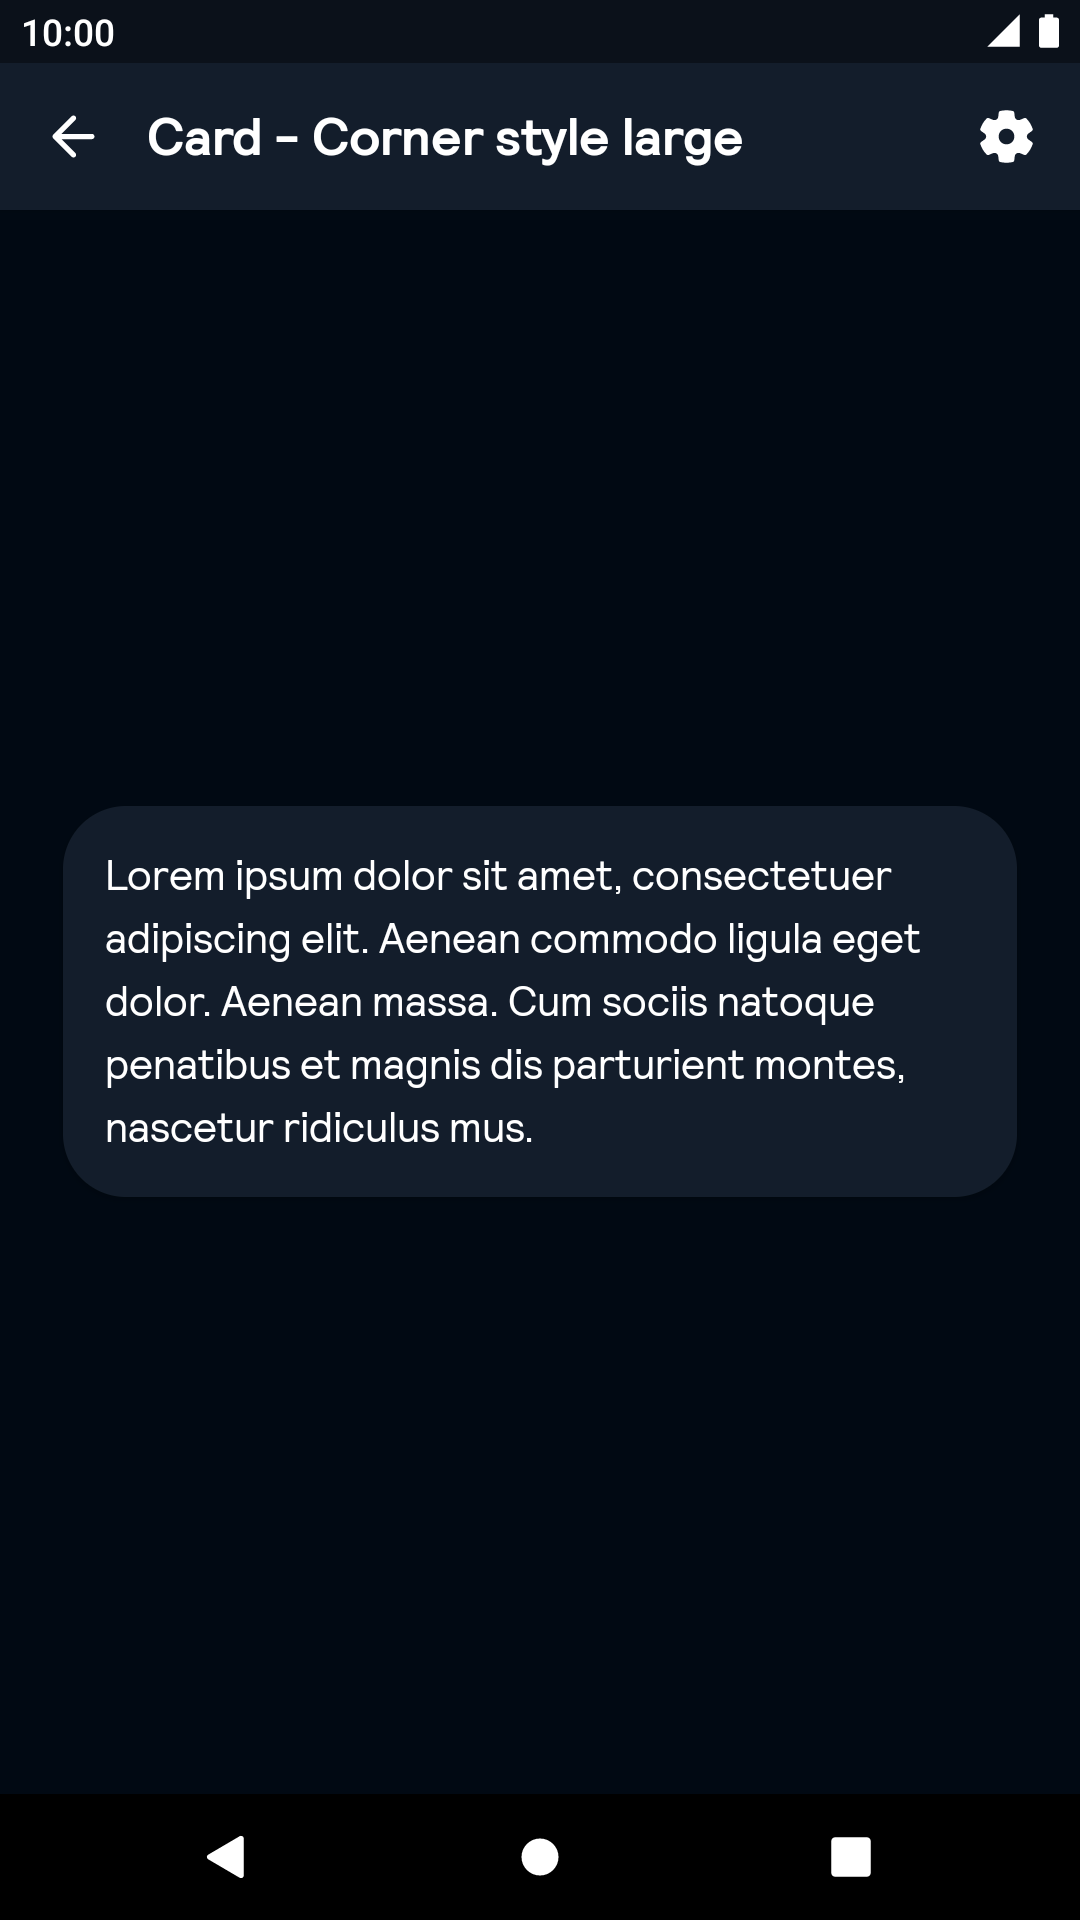 10:00
Card - Corner style large
Lorem ipsum dolor sit amet, consectetuer
adipiscing elit. Aenean commodo ligula eget
dolor. Aenean massa. Cum sociis natoque
penatibus et magnis dis parturient montes,
nascetur ridiculus mus.